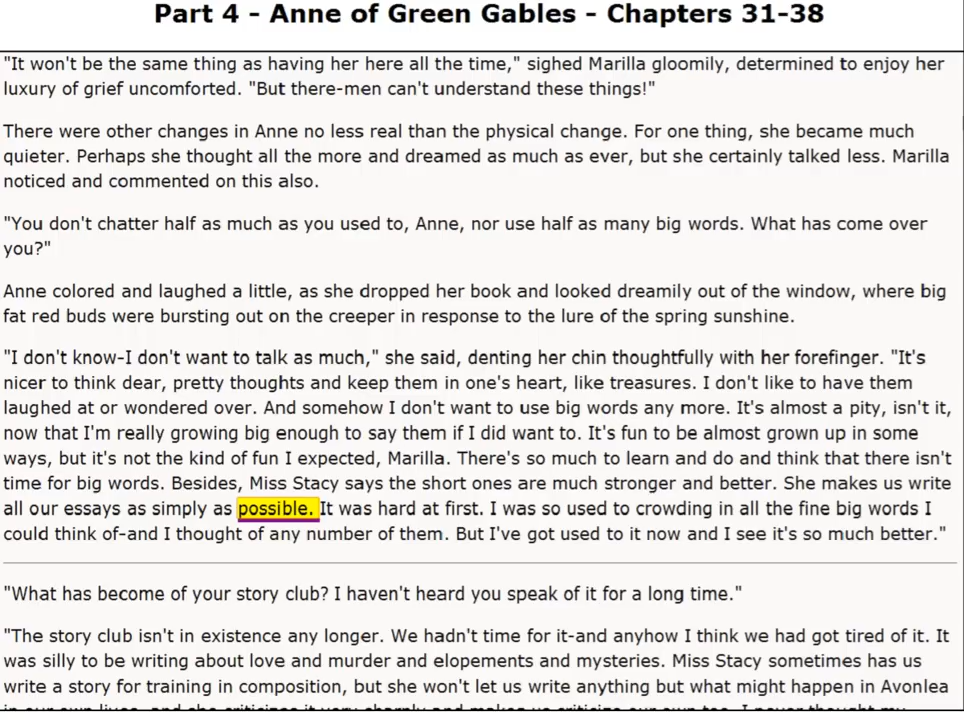 Part 4 - Anne of Green Gables - Chapters 31-38
"It won't be the same thing as having her here all the time," sighed Marilla gloomily, determined to enjoy her
luxury of grief uncomforted. "But there-men can't understand these things!"
There were other changes in Anne no less real than the physical change. For one thing, she became much
quieter. Perhaps she thought all the more and dreamed as much as ever, but she certainly talked less. Marilla
noticed and commented on this also.
"You don't chatter half as much as you used to, Anne, nor use half as many big words. What has come over
you?"
Anne colored and laughed a little, as she dropped her book and looked dreamily out of the window, where big
fat red buds were bursting out on the creeper in response to the lure of the spring sunshine.
"I don't know-I don't want to talk as much," she said, denting her chin thoughtfully with her forefinger. "It's
nicer to think dear, pretty thoughts and keep them in one's heart, like treasures. I don't like to have them
laughed at or wondered over. And somehow I don't want to use big words any more. It's almost a pity, isn't it,
now that I'm really growing big enough to say them if I did want to. It's fun to be almost grown up in some
ways, but it's not the kind of fun I expected, Marilla. There's so much to learn and do and think that there isn't
time for big words. Besides, Miss Stacy says the short ones are much stronger and better. She makes us write
all our essays as simply as possible. It was hard at first. I was so used to crowding in all the fine big words I
could think of-and I thought of any number of them. But I've got used to it now and I see it's so much better."
"What has become of your story club? I haven't heard you speak of it for a long time."
"The story club isn't in existence any longer. We hadn't time for it-and anyhow I think we had got tired of it. It
was silly to be writing about love and murder and elopements and mysteries. Miss Stacy sometimes has us
write a story for training in composition, but she won't let us write anything but what might happen in Avonlea